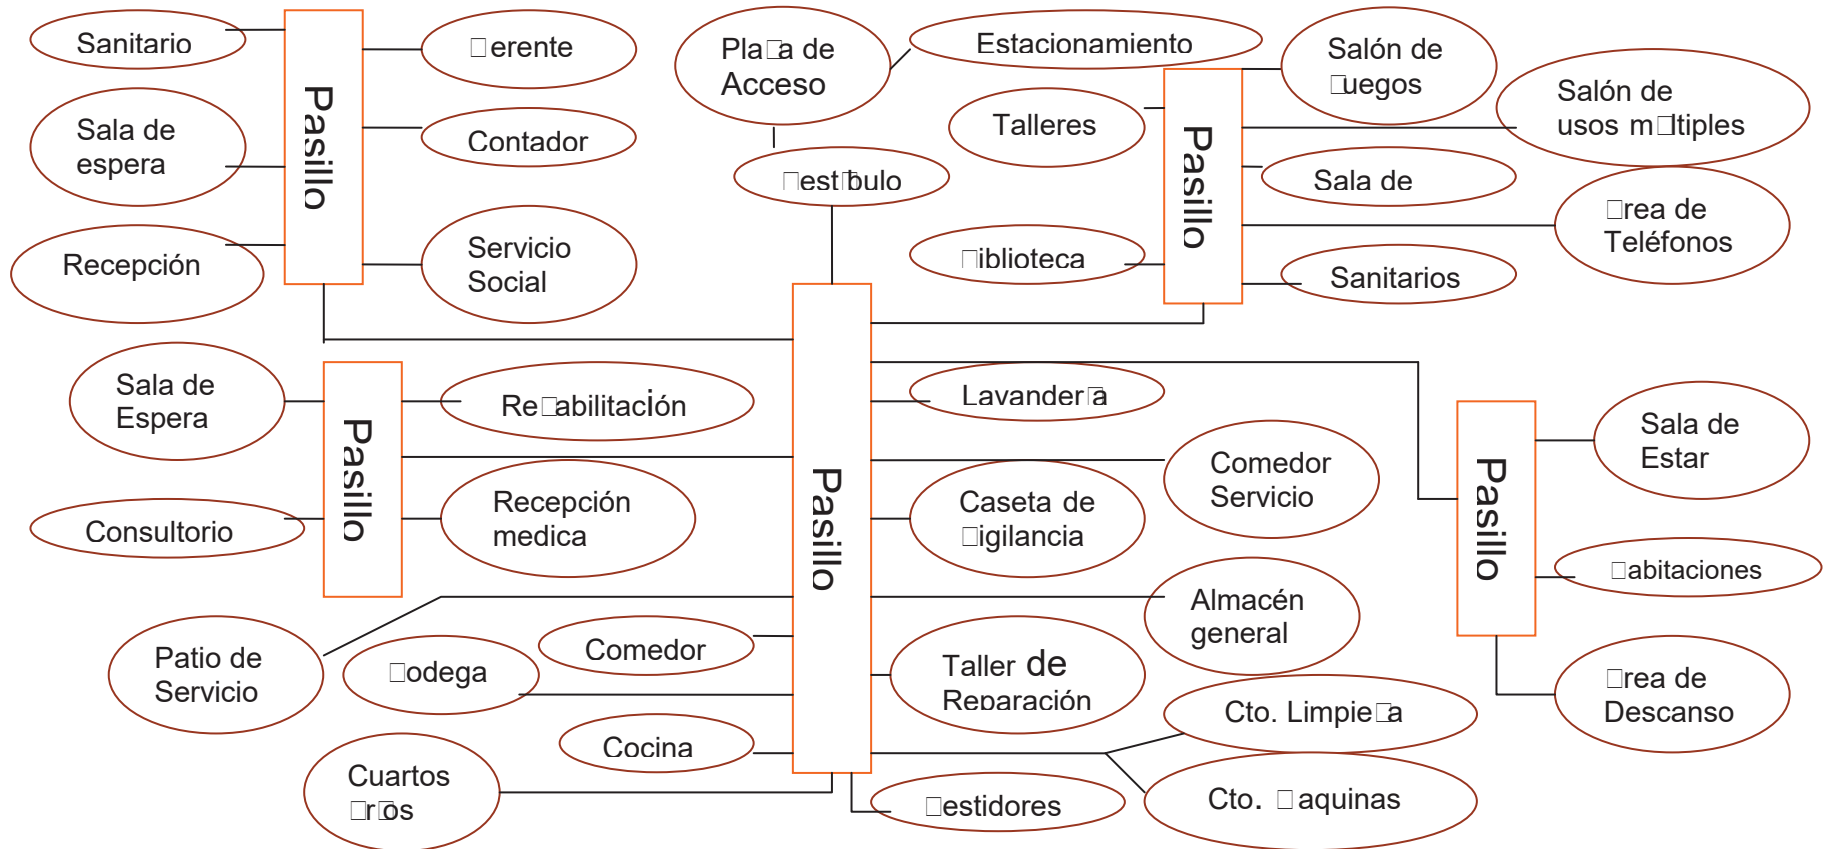 Sanitario
□erente
Sala de
espera
Contador
Recepción
Servicio
Social
Pasillo
Pla□a de
Acceso
Estacionamiento
□est□bulo
Talleres
□iblioteca
Pasillo
Salón de
□uegos
Salón de
usos m□ltiples
Sala de
□rea de
Teléfonos
Sanitarios
Sala de
Espera
Consultorio
Pasillo
Re□abilitación
Recepción
medica
Pasillo
Lavander□a
Comedor
Servicio
Caseta de
□igilancia
Almacén
general
Taller de
Reparación
Cto. Limpie□a
Cto. □aquinas
□estidores
Pasillo
Sala de
Estar
□abitaciones
□rea de
Descanso
Patio de
Servicio
□odega
Comedor
Cocina
Cuartos
□r□os